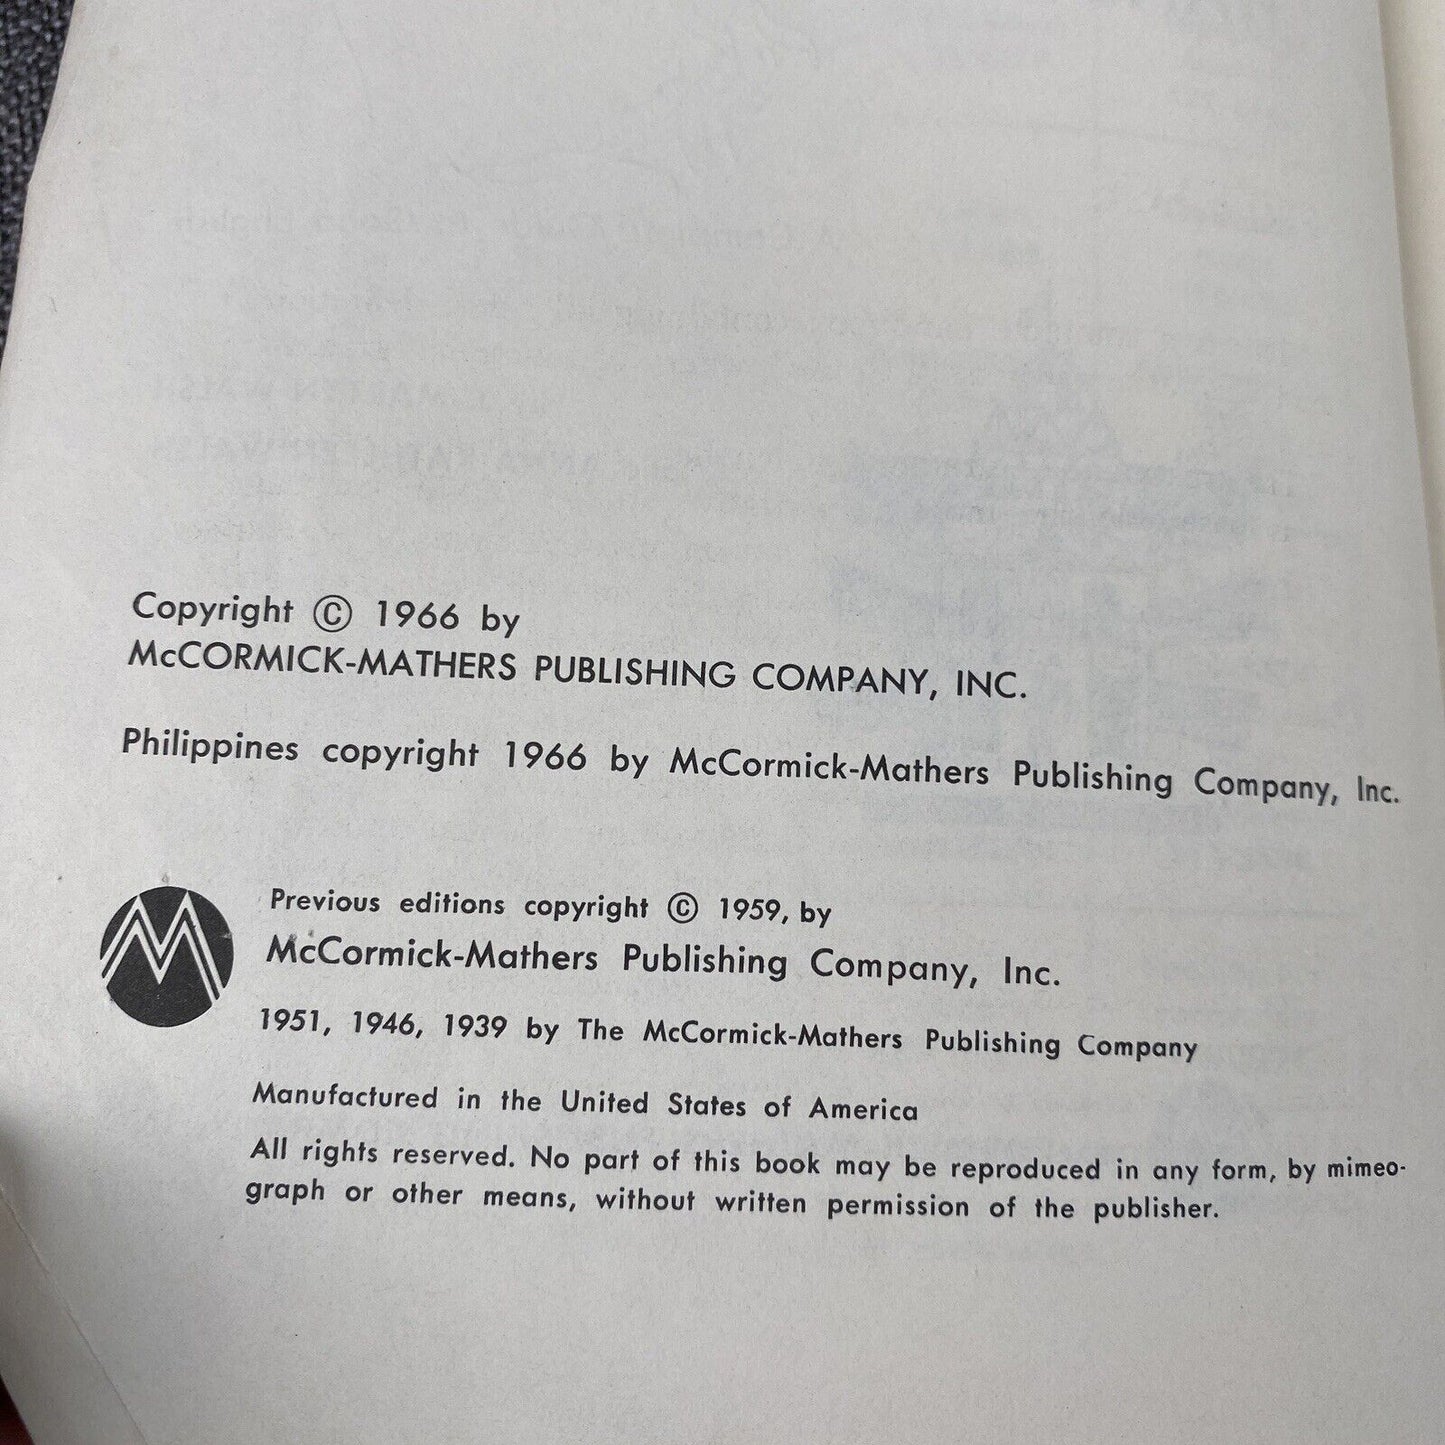 Copyright © 1966 by
McCORMICK-MATHERS PUBLISHING COMPANY, INC.
Philippines copyright 1966 by McCormick-Mathers Publishing Company, Inc.
Previous editions copyright © 1959, by
McCormick-Mathers Publishing Company, Inc.
1951, 1946, 1939 by The McCormick-Mathers Publishing Company
Manufactured in the United States of America
All rights reserved. No part of this book may be reproduced in any form, by mimeo-
graph or other means, without written permission of the publisher.